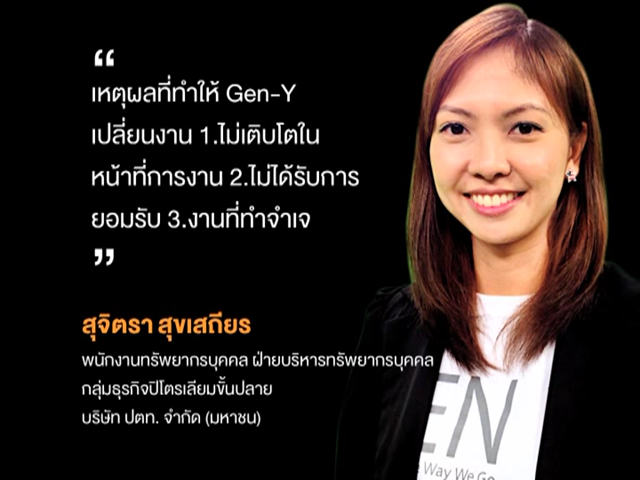 “
เหตุผลที่ทำให้ Gen-Y
เปลี่ยนงาน 1.ไม่เติบโตใน
หน้าที่การงาน 2.ไม่ได้รับการ
ยอมรับ 3.งานที่ทำจำเจ
”
สุจิตรา สุขเสถียร
พนักงานทรัพยากรบุคคล ฝ่ายบริหารทรัพยากรบุคคล
กลุ่มธุรกิจปิโตรเลียมขั้นปลาย
บริษัท ปตท. จำกัด (มหาชน)
EN
Way We Go